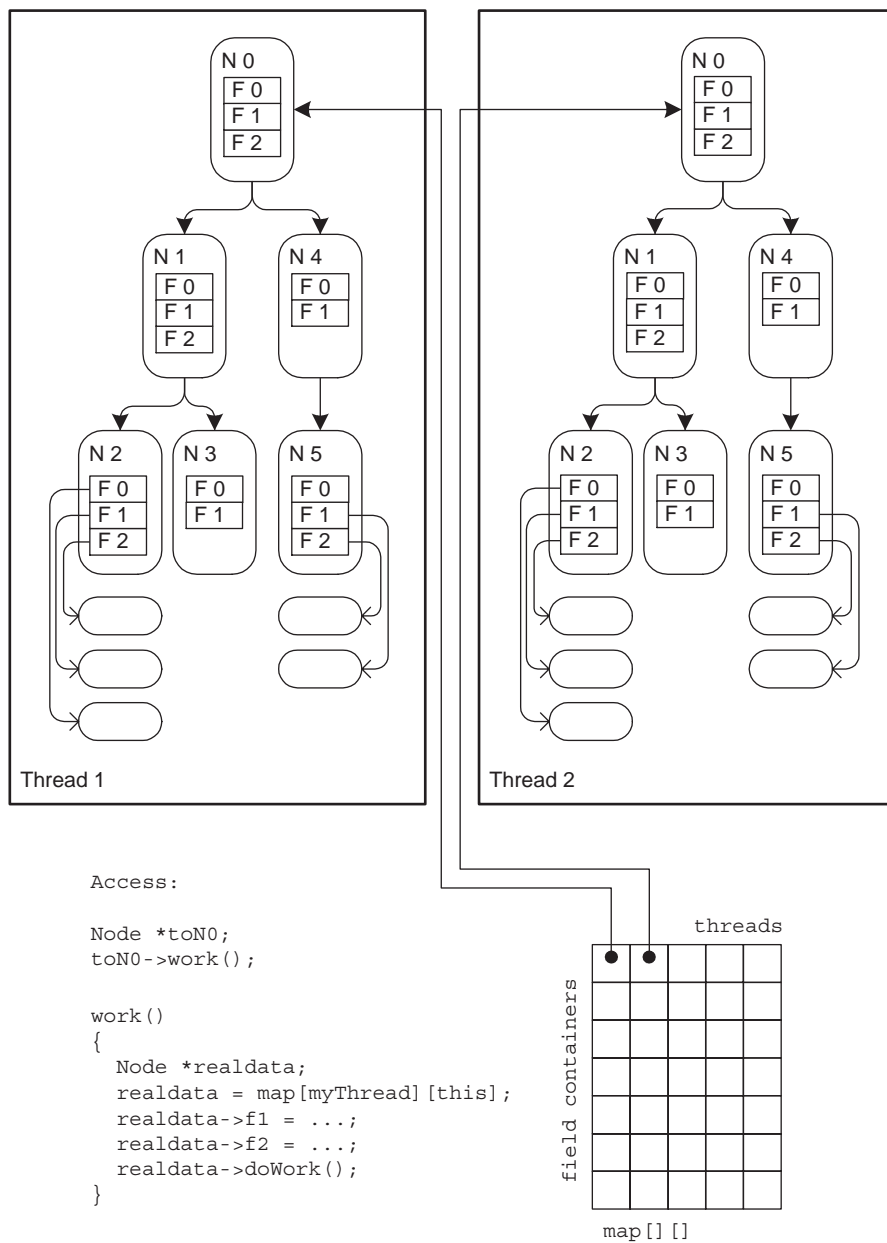 N 0
F 0
F 1
F 2
N 1
F 0
F 1
F 2
N 4
F 0
F 1
N 2
F 0
F 1
F 2
N 3
F 0
F 1
N 5
F 0
F 1
F 2
Thread 1
N 0
F 0
F 1
F 2
N 1
F 0
F 1
F 2
N 4
F 0
F 1
N 2
F 0
F 1
F 2
N 3
F 0
F 1
N 5
F 0
F 1
F 2
Thread 2
Access:
Node *toN0;
toN0->work();
work()
{
Node *realdata;
realdata = map[myThread][this];
realdata->f1 = ...;
realdata->f2 = ...;
realdata->doWork();
}
threads
field containers
map[][]